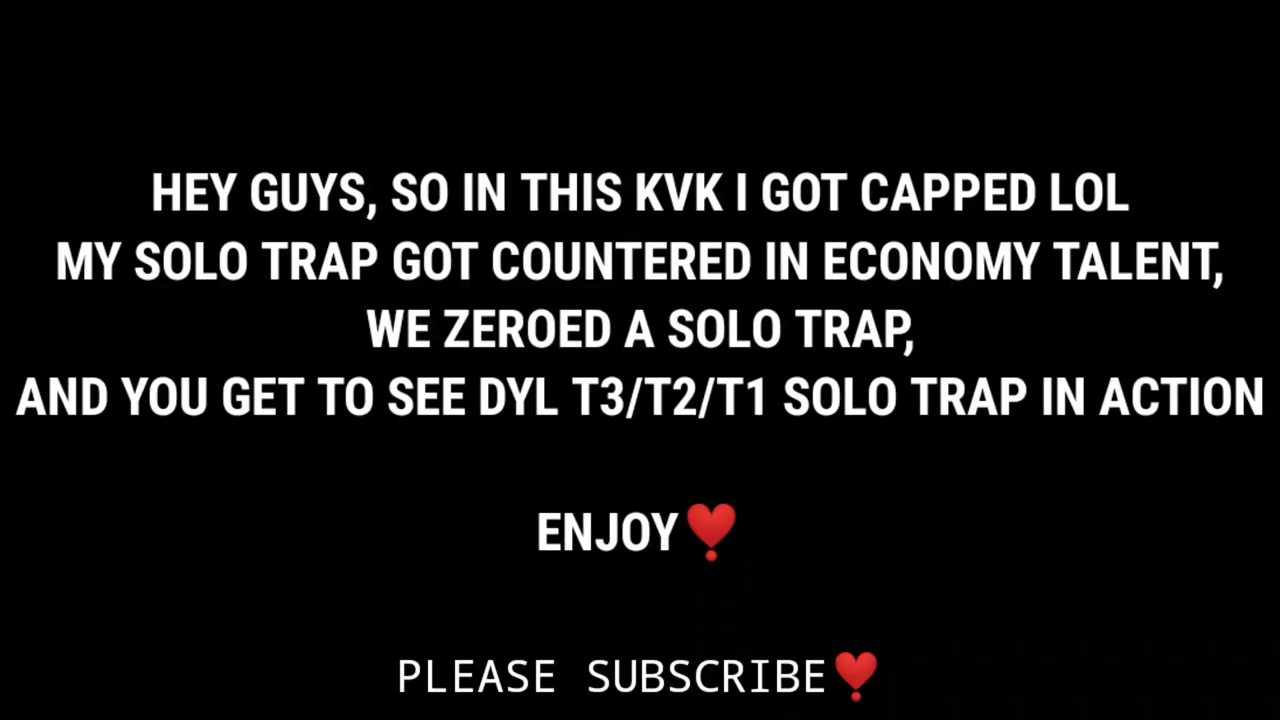 HEY GUYS, SO IN THIS KVK I GOT CAPPED LOL
MY SOLO TRAP GOT COUNTERED IN ECONOMY TALENT,
WE ZEROED A SOLO TRAP,
AND YOU GET TO SEE DYL T3/T2/T1 SOLO TRAP IN ACTION
ENJOY❣️
PLEASE SUBSCRIBE❣️